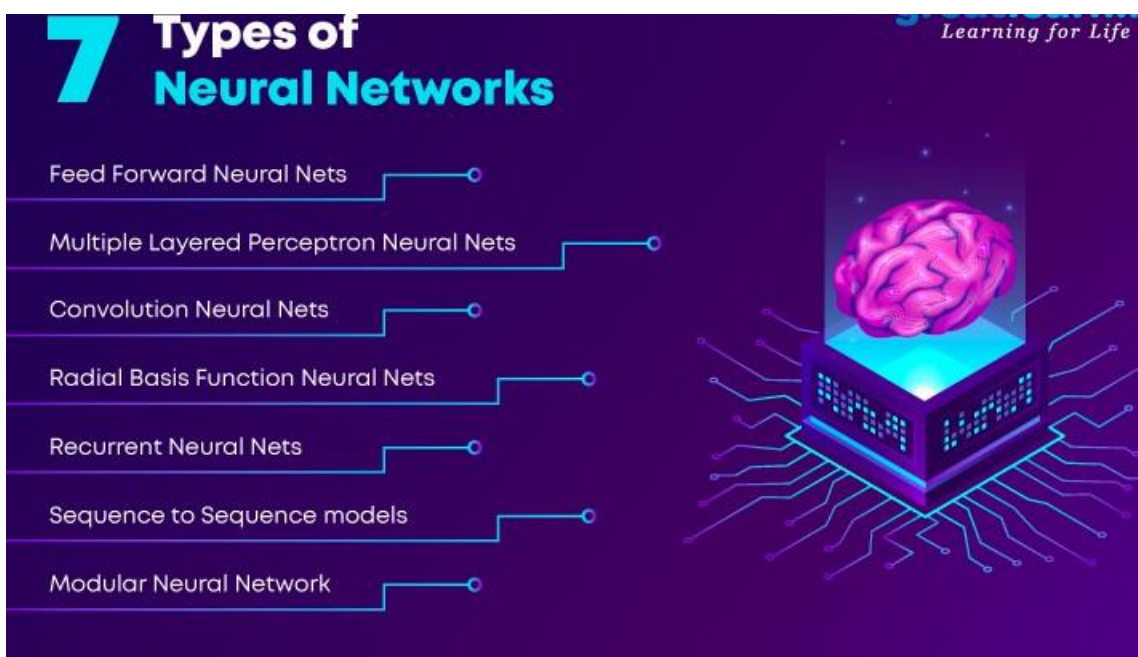 7 Types of
Neural Networks
Learning for Life
Feed Forward Neural Nets
Multiple Layered Perceptron Neural Nets
Convolution Neural Nets
Radial Basis Function Neural Nets
Recurrent Neural Nets
Sequence to Sequence models
Modular Neural Network